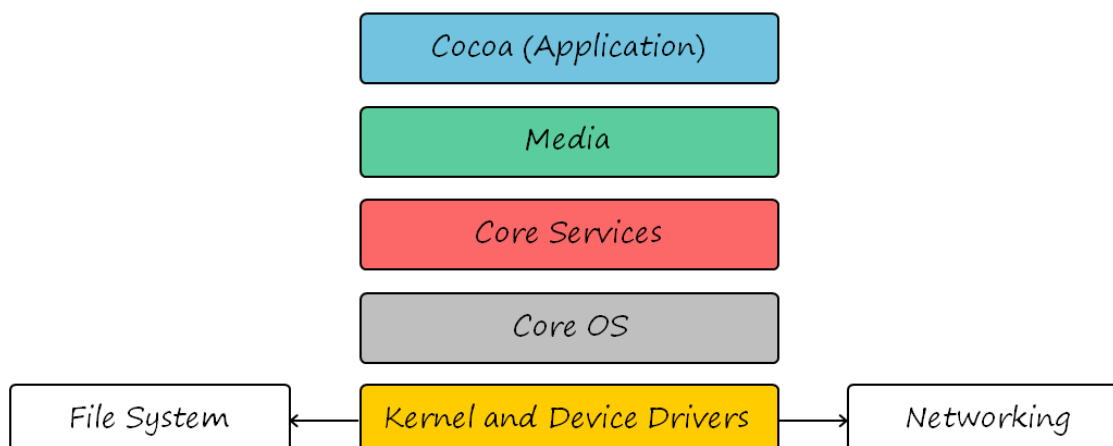 Cocoa (Application)
Media
Core Services
Core OS
File System
Kernel and Device Drivers
Networking